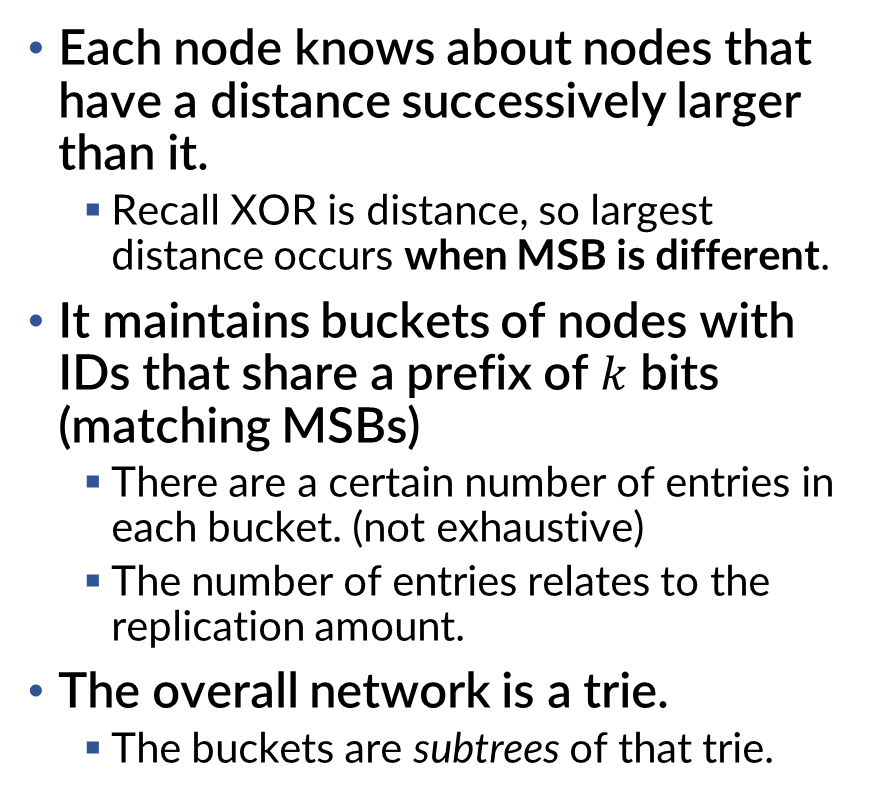 • Each node knows about nodes that
have a distance successively larger
than it.
▪ Recall XOR is distance, so largest
distance occurs when MSB is different.
• It maintains buckets of nodes with
IDs that share a prefix of k bits
(matching MSBs)
▪ There are a certain number of entries in
each bucket. (not exhaustive)
▪ The number of entries relates to the
replication amount.
• The overall network is a trie.
▪ The buckets are subtrees of that trie.